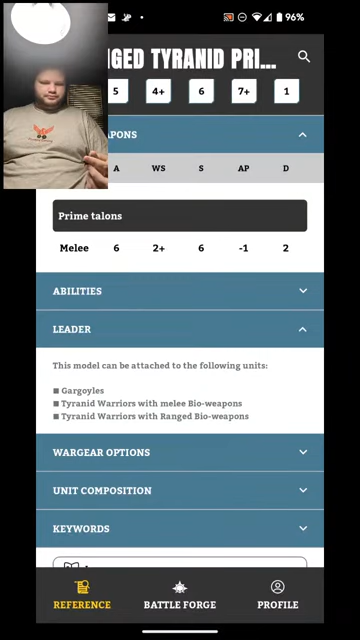 96%
NGED TYRANID PRI...
5 4+ 6 7+ 1
APONS
A WS S AP D
Prime talons
Melee 6 2+ 6 -1 2
ABILITIES
LEADER
This model can be attached to the following units:
■ Gargoyles
■ Tyranid Warriors with melee Bio-weapons
■ Tyranid Warriors with Ranged Bio-weapons
WARGEAR OPTIONS
UNIT COMPOSITION
KEYWORDS
REFERENCE BATTLE FORGE PROFILE